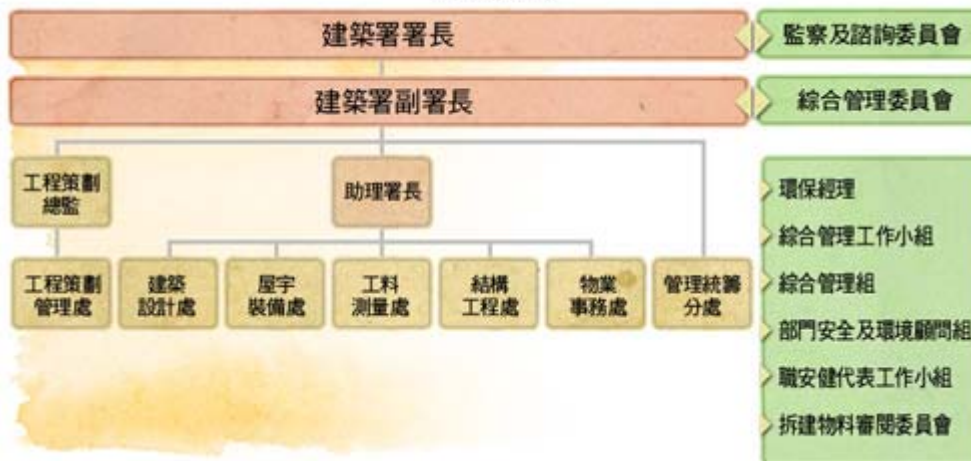 建築署署長
監察及諮詢委員會
建築署副署長
綜合管理委員會
工程策劃
總監
助理署長
工程策劃
管理處
建築
設計處
屋宇
裝備處
工料
測量處
結構
工程處
物業
事務處
管理統籌
分處
環保經理
綜合管理工作小組
綜合管理組
部門安全及環境顧問組
職安健代表工作小組
拆建物料審閱委員會